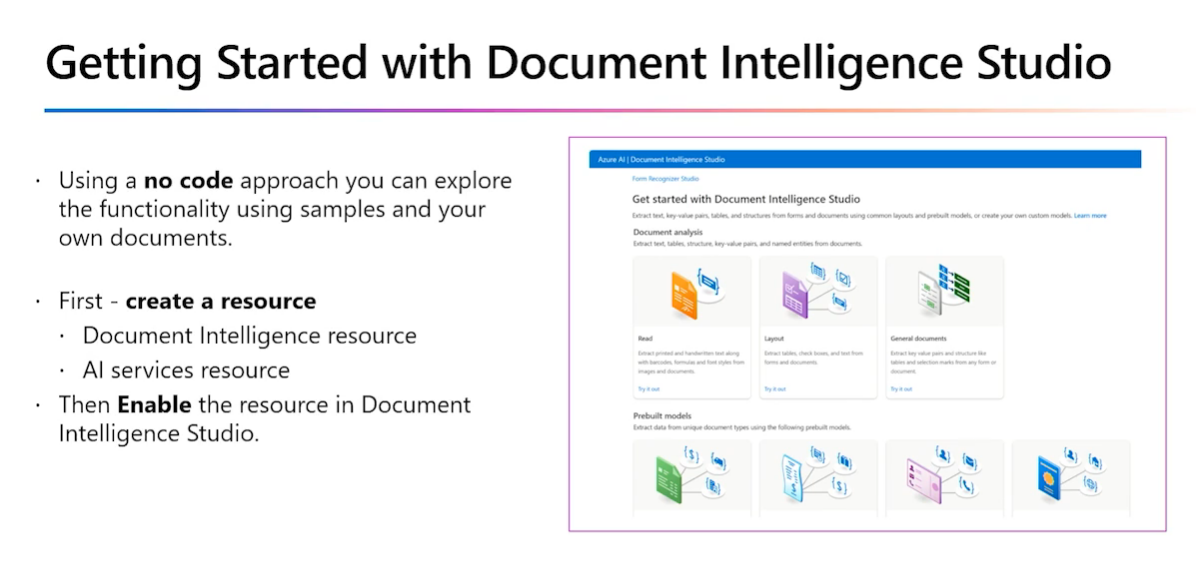 Getting Started with Document Intelligence Studio
· Using a no code approach you can explore
the functionality using samples and your
own documents.
· First - create a resource
· Document Intelligence resource
· AI services resource
· Then Enable the resource in Document
Intelligence Studio.
Azure AI | Document Intelligence Studio
Form Recognizer Studio
Get started with Document Intelligence Studio
Extract text, key-value pairs, tables, and structures from forms and documents using common layouts and prebuilt models, or create your own custom models. Learn more
Document analysis
Extract text, tables, structure, key-value pairs, and named entities from documents.
Read
Extract printed and handwritten text along
with barcodes, formulas and font styles from
images and documents.
Try it out
Layout
Extract tables, check boxes, and text from
forms and documents.
Try it out
General documents
Extract key value pairs and structure like
tables and selection marks from any form or
document.
Try it out
Prebuilt models
Extract data from unique document types using the following prebuilt models.